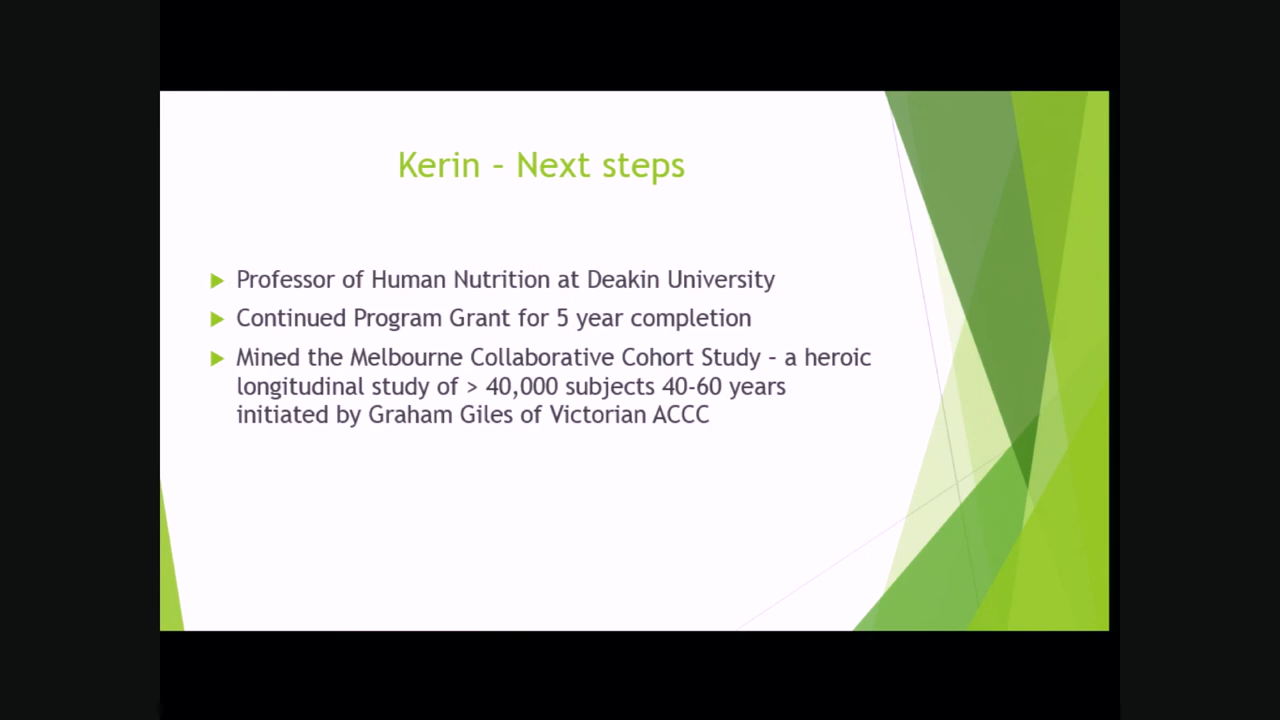 Kerin – Next steps
Professor of Human Nutrition at Deakin University
Continued Program Grant for 5 year completion
Mined the Melbourne Collaborative Cohort Study – a heroic
longitudinal study of > 40,000 subjects 40-60 years
initiated by Graham Giles of Victorian ACCC